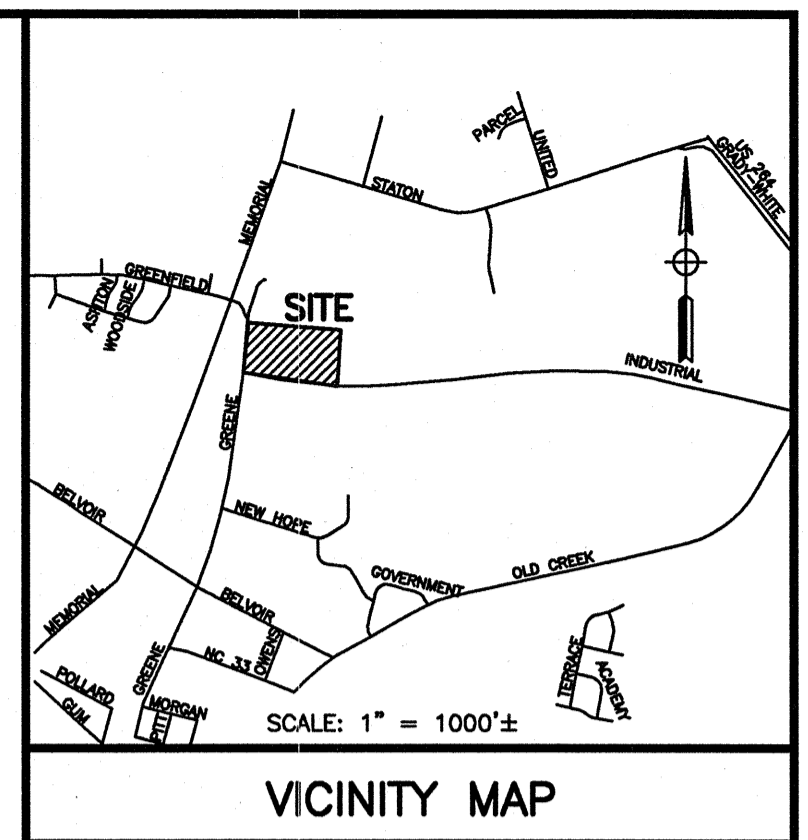 PARCEL
UNITED
US 264
GRADY-WHITE
STATON
MEMORIAL
GREENFIELD
ASHTON
WOODSIDE
SITE
INDUSTRIAL
GREENE
BELVOIR
NEW HOPE
GOVERNMENT
OLD CREEK
MEMORIAL
BELVOIR
OWENS
NC 33
GREENE
TERRACE
ACADEMY
POLLARD
GUM
MORGAN
PITT
SCALE: 1" = 1000'±
VICINITY MAP